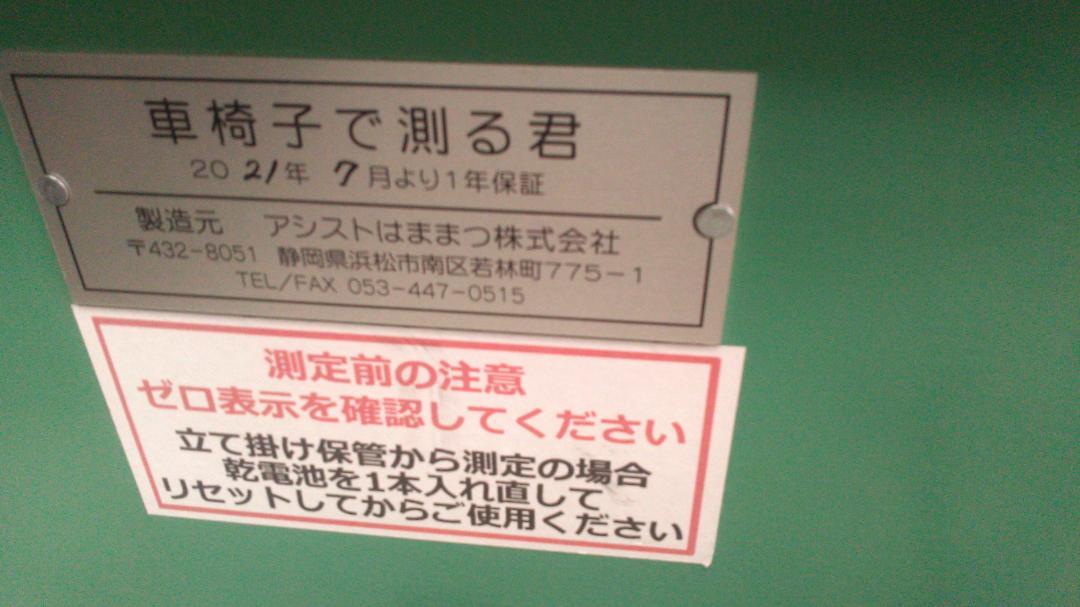 車椅子で測る君
2021年 7月より1年保証
製造元 アシストはままつ株式会社
〒432-8051 静岡県浜松市南区若林町775-1
TEL/FAX 053-447-0515
測定前の注意
ゼロ表示を確認してください
立て掛け保管から測定の場合
乾電池を1本入れ直して
リセットしてからご使用ください